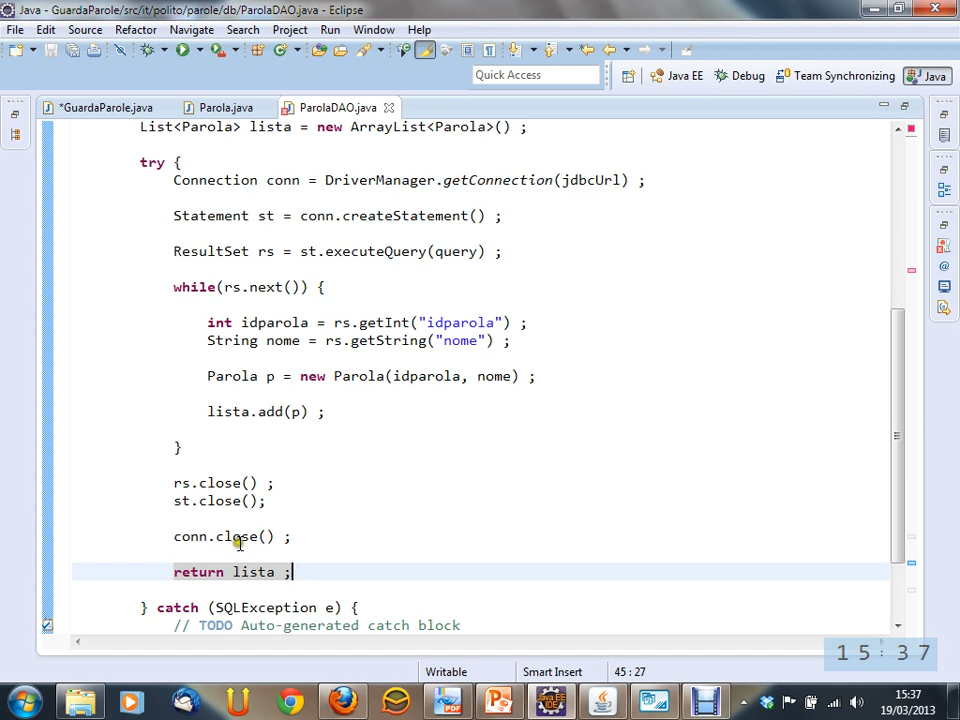 Java - GuardaParole/src/it/polito/parole/db/ParolaDAO.java - Eclipse
File Edit Source Refactor Navigate Search Project Run Window Help
Quick Access Java EE Debug Team Synchronizing Java
*GuardaParole.java Parola.java ParolaDAO.java
List<Parola> lista = new ArrayList<Parola>() ;
try {
Connection conn = DriverManager.getConnection(jdbcUrl) ;
Statement st = conn.createStatement() ;
ResultSet rs = st.executeQuery(query) ;
while(rs.next()) {
int idparola = rs.getInt("idparola") ;
String nome = rs.getString("nome") ;
Parola p = new Parola(idparola, nome) ;
lista.add(p) ;
}
rs.close() ;
st.close();
conn.close() ;
return lista ;
} catch (SQLException e) {
// TODO Auto-generated catch block
15:37
Writable Smart Insert 45 : 27
15:37
19/03/2013